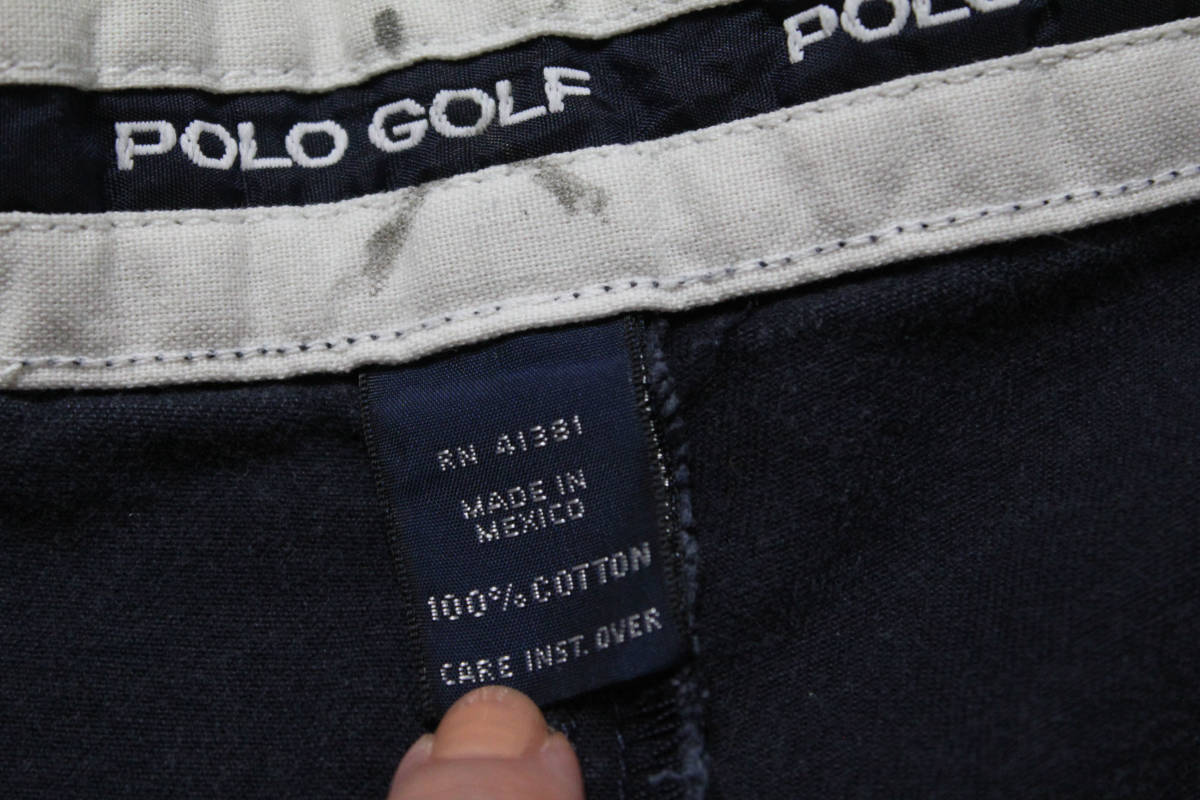 POLO GOLF
POLO
RN 41381
MADE IN
MEXICO
100% COTTON
CARE INST. OVER